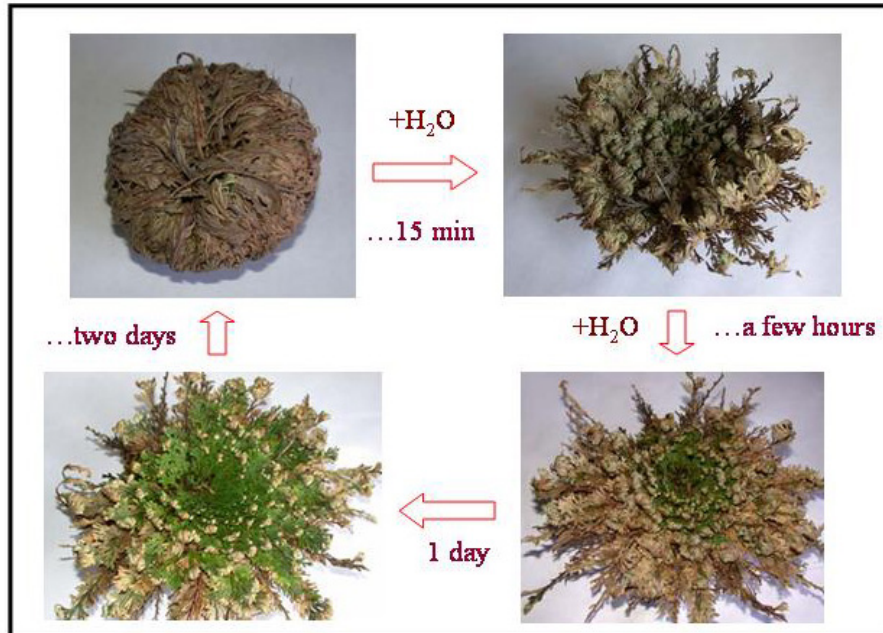 +H₂O
…15 min
+H₂O …a few hours
1 day
…two days